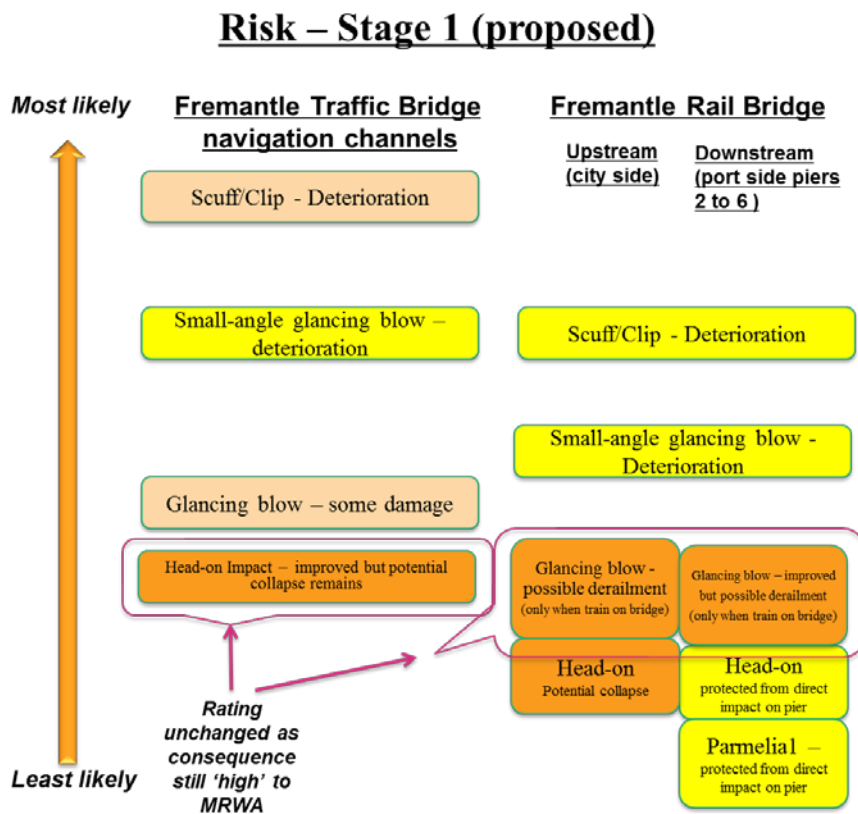 Risk – Stage 1 (proposed)
Most likely
Fremantle Traffic Bridge
navigation channels
Fremantle Rail Bridge
Upstream
(city side)
Downstream
(port side piers
2 to 6 )
Scuff/Clip - Deterioration
Small-angle glancing blow –
deterioration
Scuff/Clip - Deterioration
Small-angle glancing blow -
Deterioration
Glancing blow – some damage
Head-on Impact – improved but potential
collapse remains
Glancing blow -
possible derailment
(only when train on bridge)
Glancing blow – improved
but possible derailment
(only when train on bridge)
Head-on
Potential collapse
Head-on
protected from direct
impact on pier
Parmelia1 –
protected from direct
impact on pier
Rating
unchanged as
consequence
still ‘high’ to
MRWA
Least likely